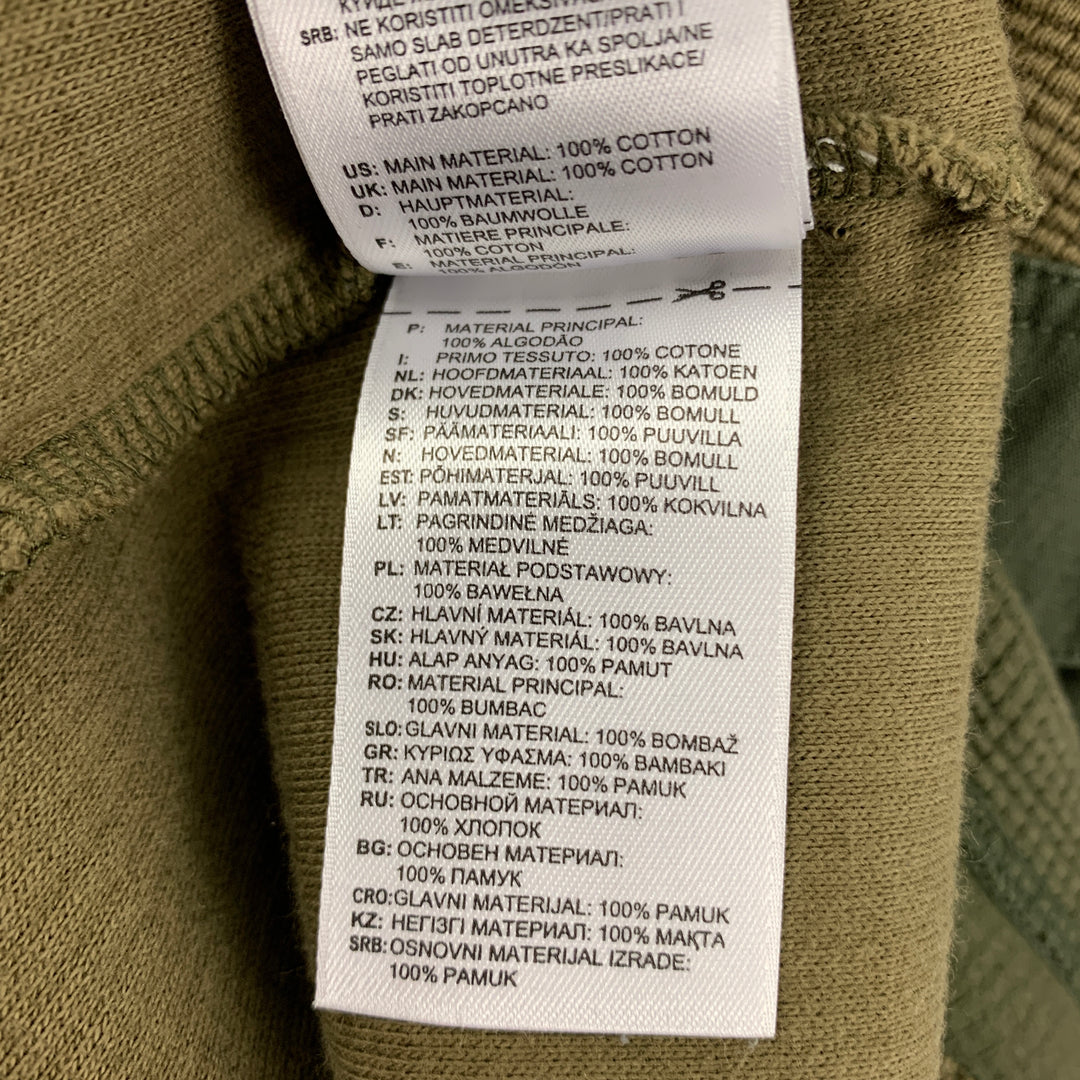 SRB: NE KORISTITI
SAMO SLAB DETERDZENT/PRATI I
PEGLATI OD UNUTRA KA SPOLJA/NE
KORISTITI TOPLOTNE PRESLIKACE/
PRATI ZAKOPCANO
US: MAIN MATERIAL: 100% COTTON
UK: MAIN MATERIAL: 100% COTTON
D: HAUPTMATERIAL:
100% BAUMWOLLE
F: MATIERE PRINCIPALE:
100% COTON
E: MATERIAL PRINCIPAL:
100% ALGODÓN
P: MATERIAL PRINCIPAL:
100% ALGODÃO
I: PRIMO TESSUTO: 100% COTONE
NL: HOOFDMATERIAAL: 100% KATOEN
DK: HOVEDMATERIALE: 100% BOMULD
S: HUVUDMATERIAL: 100% BOMULL
SF: PÄÄMATERIAALI: 100% PUUVILLA
N: HOVEDMATERIAL: 100% BOMULL
EST: PÕHIMATERJAL: 100% PUUVILL
LV: PAMATMATERIĀLS: 100% KOKVILNA
LT: PAGRINDINĖ MEDŽIAGA:
100% MEDVILNĖ
PL: MATERIAŁ PODSTAWOWY:
100% BAWEŁNA
CZ: HLAVNÍ MATERIÁL: 100% BAVLNA
SK: HLAVNÝ MATERIÁL: 100% BAVLNA
HU: ALAP ANYAG: 100% PAMUT
RO: MATERIAL PRINCIPAL:
100% BUMBAC
SLO: GLAVNI MATERIAL: 100% BOMBAŽ
GR: ΚΥΡΙΩΣ ΥΦΑΣΜΑ: 100% BAMBAKI
TR: ANA MALZEME: 100% PAMUK
RU: ОСНОВНОЙ МАТЕРИАЛ:
100% ХЛОПОК
BG: ОСНОВЕН МАТЕРИАЛ:
100% ПАМУК
CRO: GLAVNI MATERIJAL: 100% PAMUK
KZ: НЕГІЗГІ МАТЕРИАЛ: 100% МАҚТА
SRB: OSNOVNI MATERIJAL IZRADE:
100% PAMUK